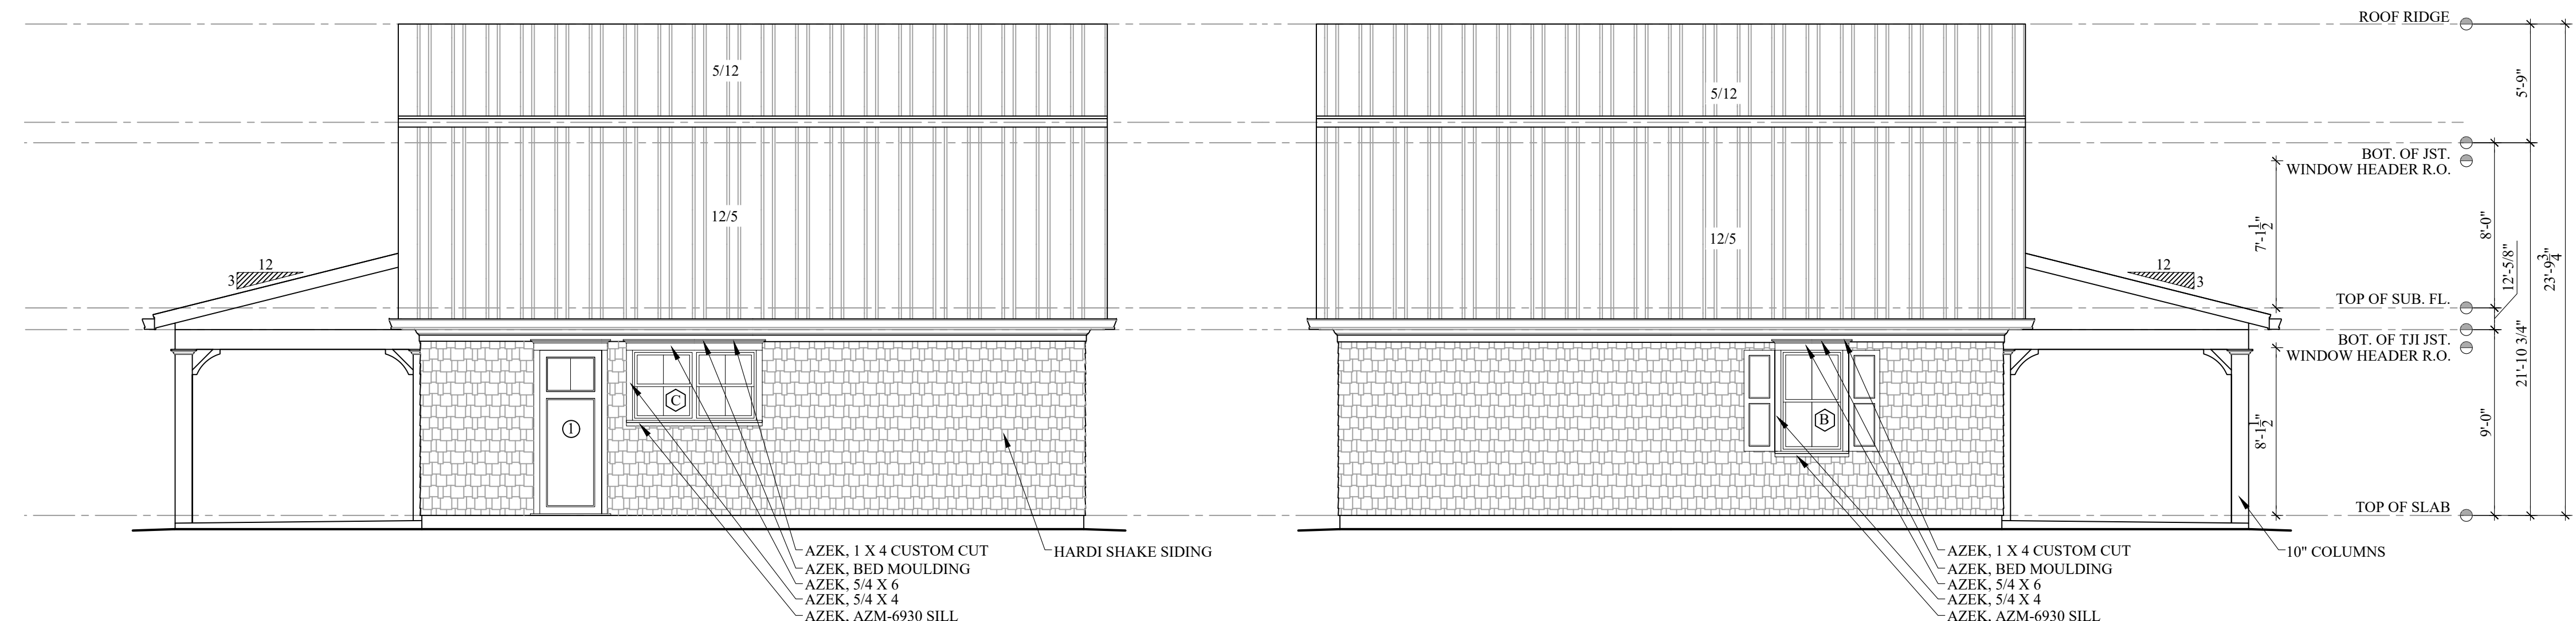 5/12
12/5
12
3
1
C
AZEK, 1 X 4 CUSTOM CUT
AZEK, BED MOULDING
AZEK, 5/4 X 6
AZEK, 5/4 X 4
AZEK, AZM-6930 SILL
HARDI SHAKE SIDING
5/12
12/5
12
3
B
AZEK, 1 X 4 CUSTOM CUT
AZEK, BED MOULDING
AZEK, 5/4 X 6
AZEK, 5/4 X 4
AZEK, AZM-6930 SILL
10" COLUMNS
ROOF RIDGE
BOT. OF JST.
WINDOW HEADER R.O.
TOP OF SUB. FL.
BOT. OF TJI JST.
WINDOW HEADER R.O.
TOP OF SLAB
7'-1 1/2"
8'-1 1/2"
8'-0"
9'-0"
12'-5/8"
5'-9"
21'-10 3/4"
23'-9 3/4"